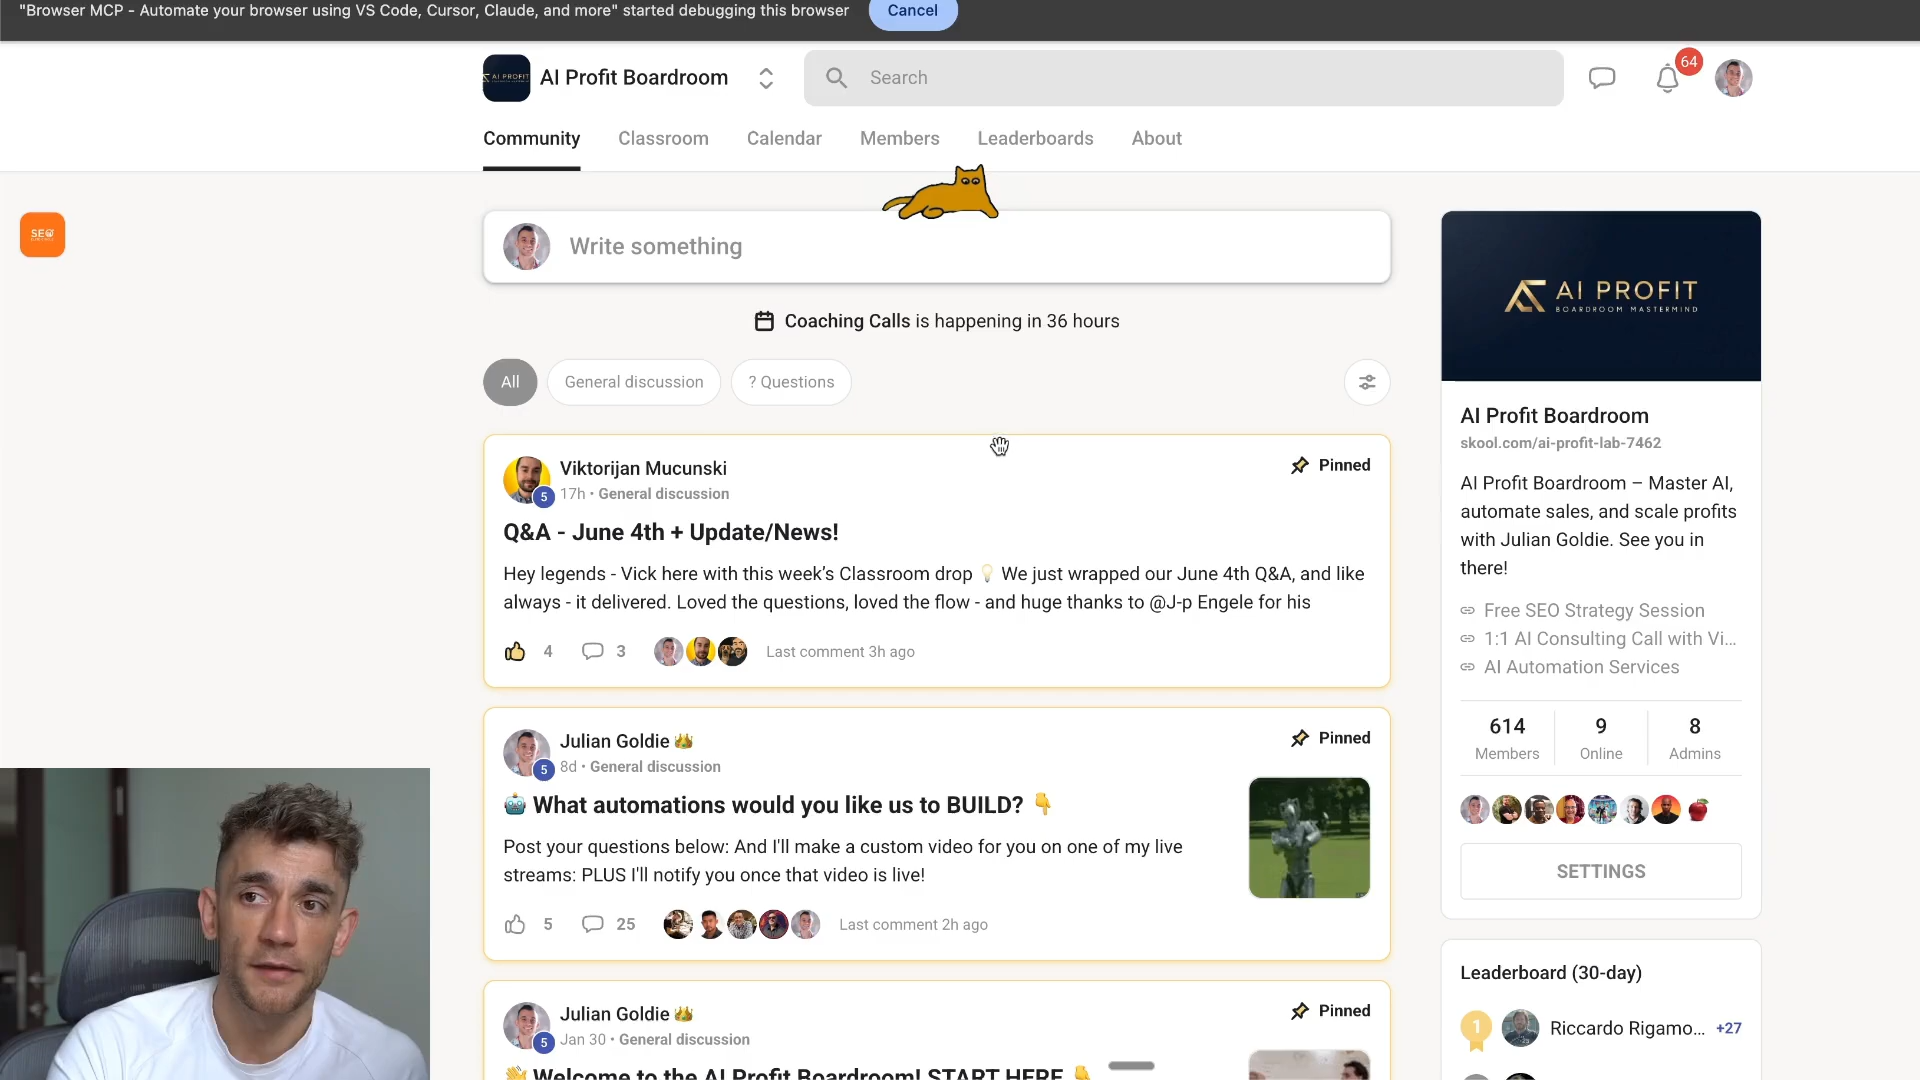 "Browser MCP - Automate your browser using VS Code, Cursor, Claude, and more" started debugging this browser
Cancel
AI PROFIT
AI Profit Boardroom
Search
64
Community
Classroom
Calendar
Members
Leaderboards
About
SEO
Write something
Coaching Calls is happening in 36 hours
All
General discussion
? Questions
Viktorijan Mucunski
5
17h • General discussion
Pinned
Q&A - June 4th + Update/News!
Hey legends - Vick here with this week's Classroom drop 💡 We just wrapped our June 4th Q&A, and like
always - it delivered. Loved the questions, loved the flow - and huge thanks to @J-p Engele for his
4
3
Last comment 3h ago
Julian Goldie 👑
5
8d • General discussion
Pinned
🤖 What automations would you like us to BUILD? 👇
Post your questions below: And I'll make a custom video for you on one of my live
streams: PLUS I'll notify you once that video is live!
5
25
Last comment 2h ago
Julian Goldie 👑
5
Jan 30 • General discussion
Pinned
👋 Welcome to the AI Profit Boardroom! START HERE 👇
AI PROFIT
BOARDROOM MASTERMIND
AI Profit Boardroom
skool.com/ai-profit-lab-7462
AI Profit Boardroom – Master AI,
automate sales, and scale profits
with Julian Goldie. See you in
there!
Free SEO Strategy Session
1:1 AI Consulting Call with Vi...
AI Automation Services
614
Members
9
Online
8
Admins
SETTINGS
Leaderboard (30-day)
1
Riccardo Rigamo...
+27